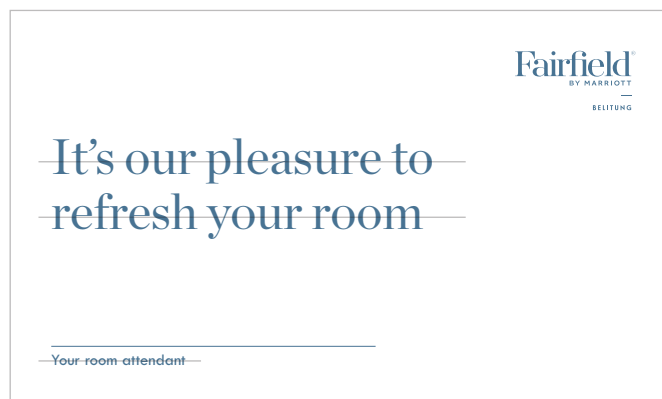 Fairfield®
BY MARRIOTT
BELITUNG
It’s our pleasure to
refresh your room
Your room attendant